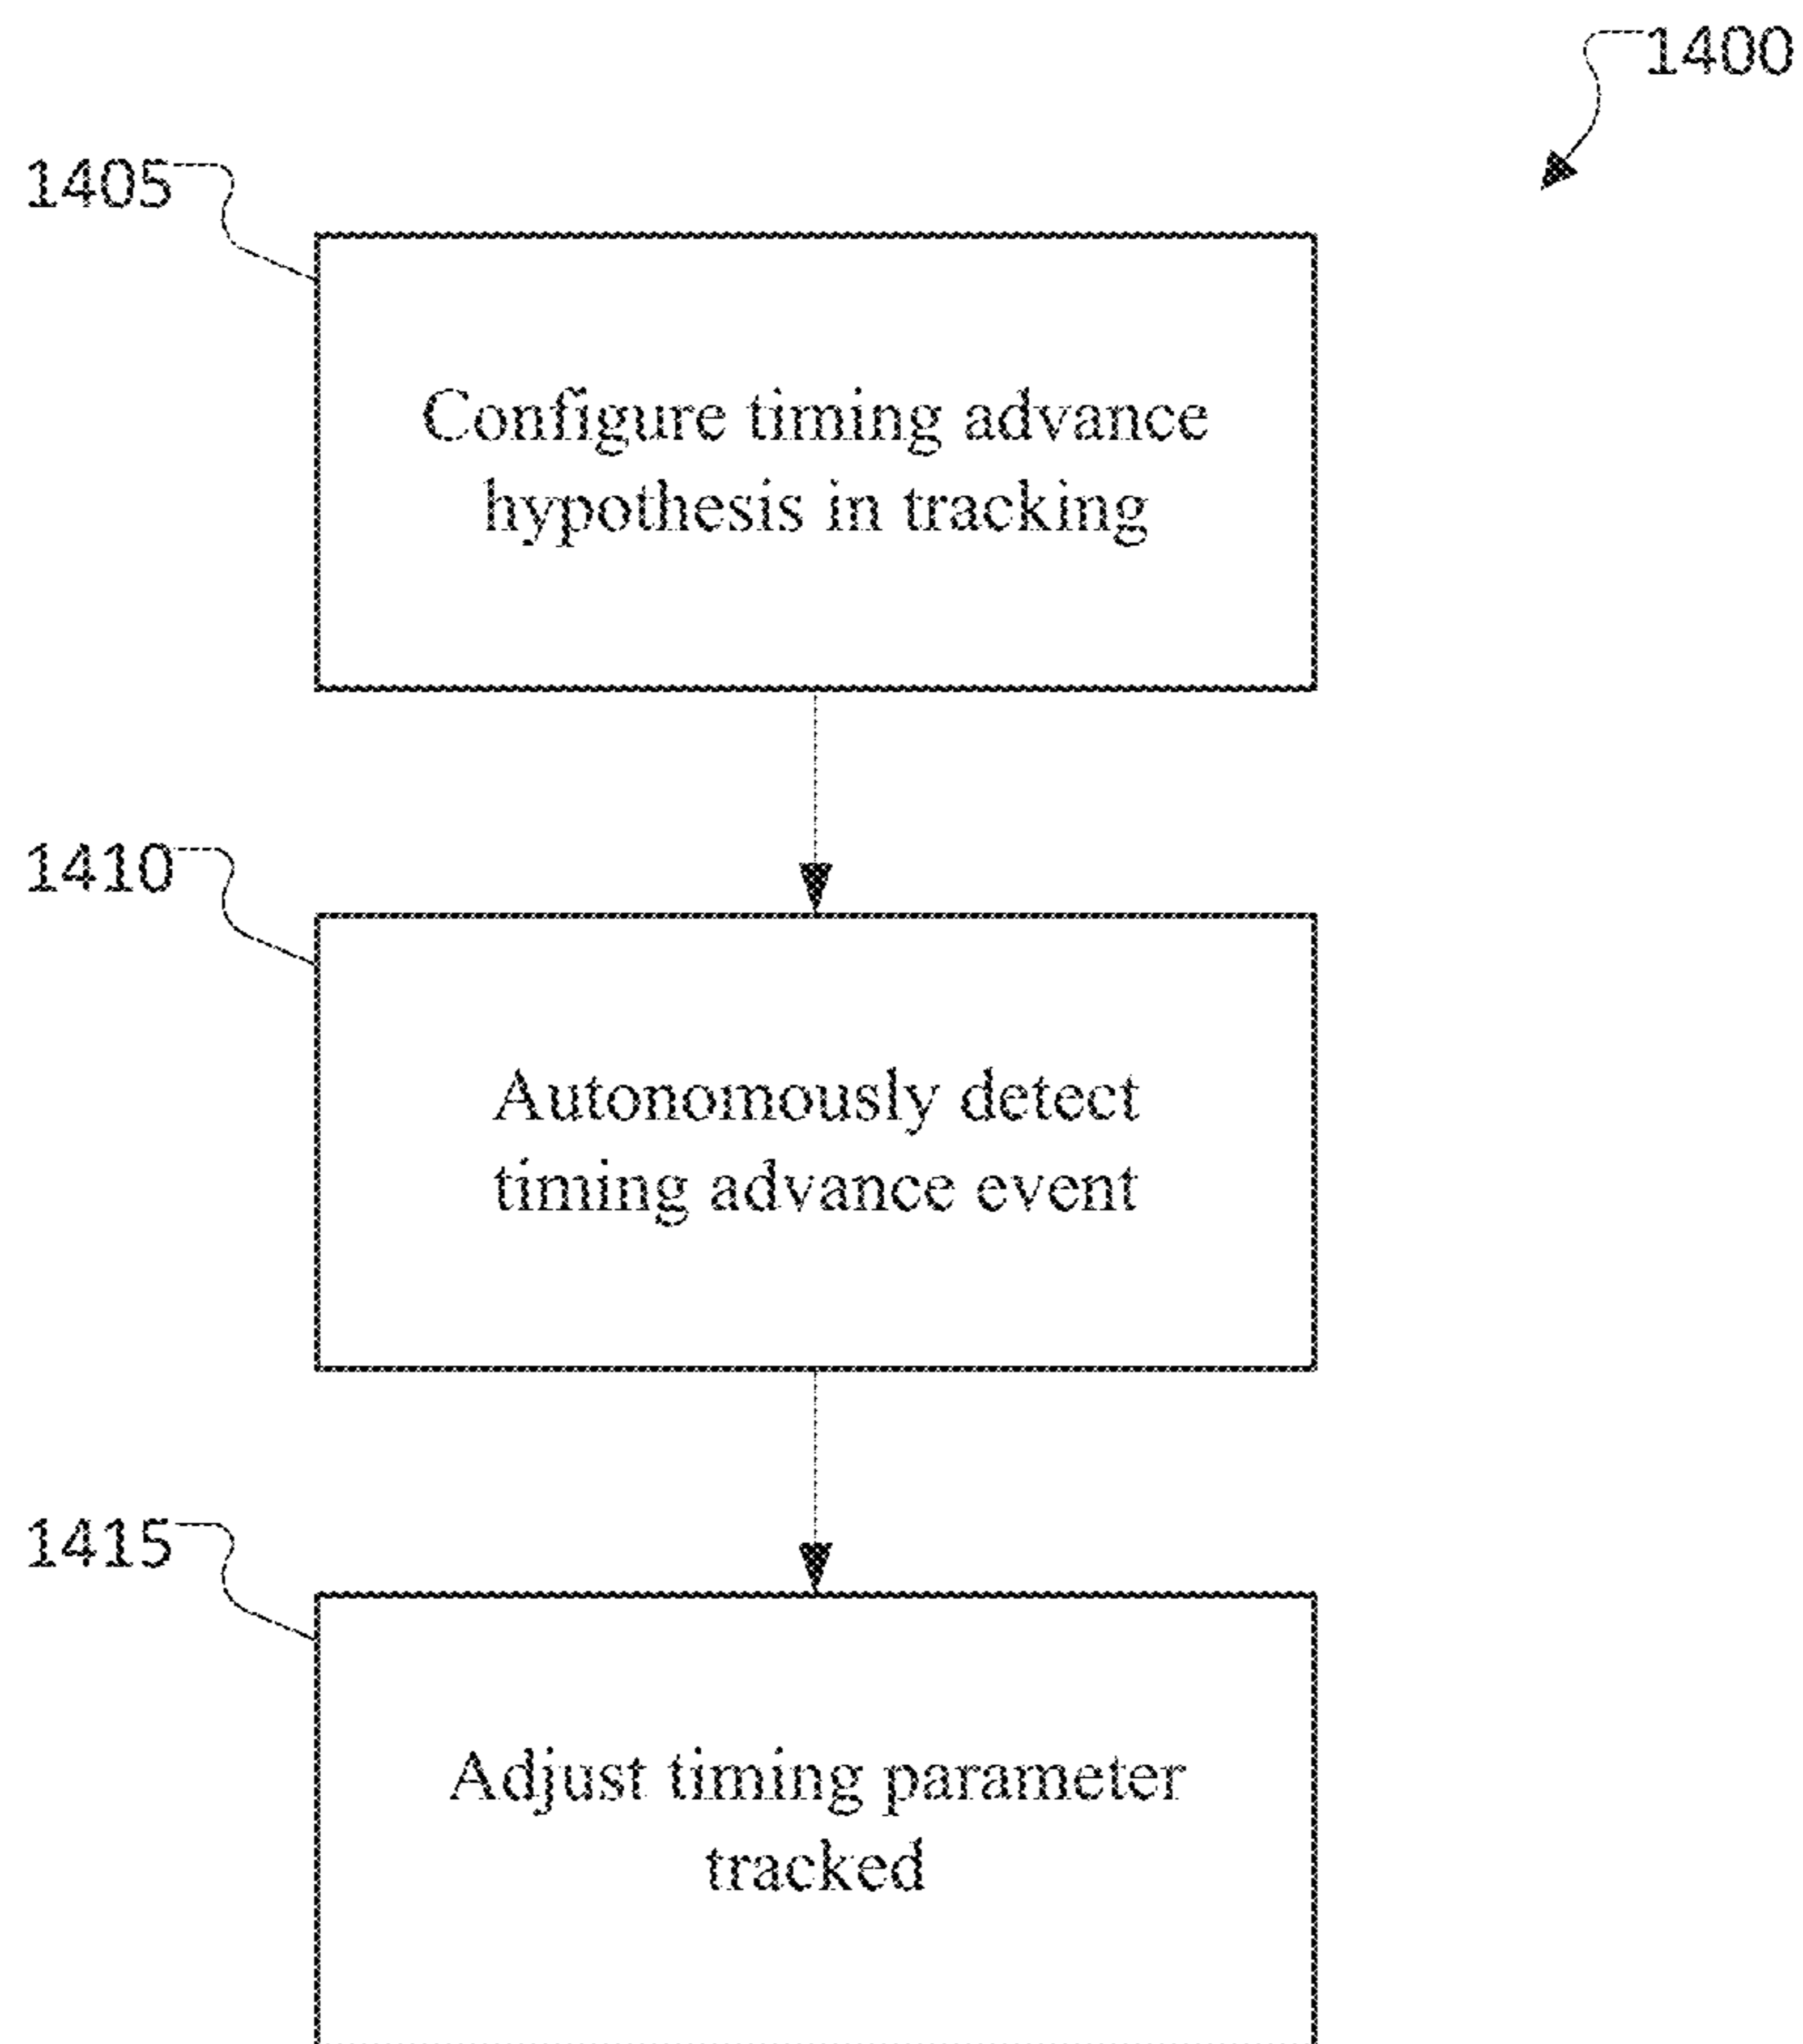 1400
1405
Configure timing advance
hypothesis in tracking
1410
Autonomously detect
timing advance event
1415
Adjust timing parameter
tracked